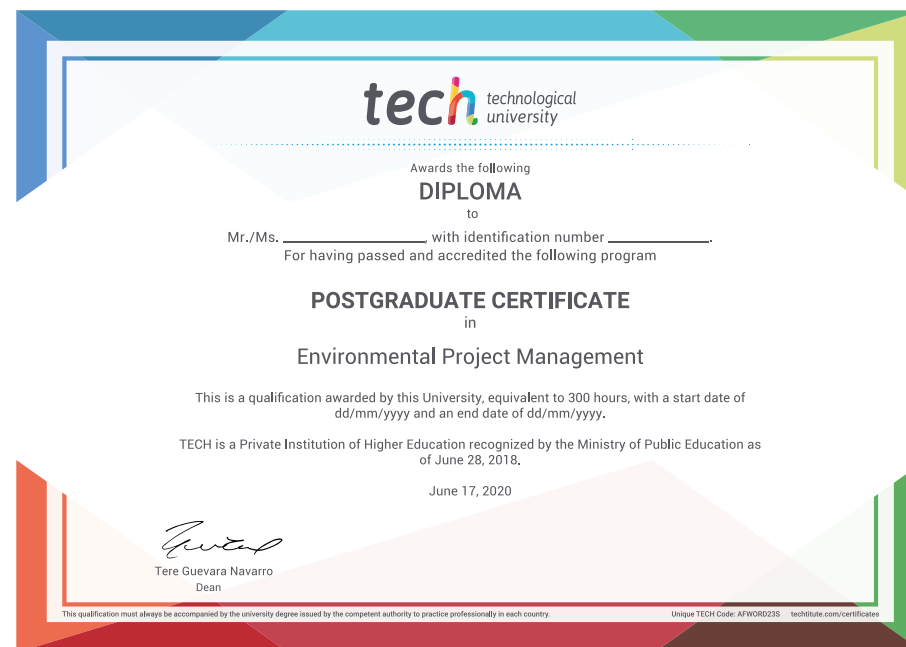 tech technological
university
Awards the following
DIPLOMA
to
Mr./Ms. ______________, with identification number __________.
For having passed and accredited the following program
POSTGRADUATE CERTIFICATE
in
Environmental Project Management
This is a qualification awarded by this University, equivalent to 300 hours, with a start date of
dd/mm/yyyy and an end date of dd/mm/yyyy.
TECH is a Private Institution of Higher Education recognized by the Ministry of Public Education as
of June 28, 2018.
June 17, 2020
Tere Guevara Navarro
Dean
This qualification must always be accompanied by the university degree issued by the competent authority to practice professionally in each country. Unique TECH Code: AFWORD23S techtitute.com/certificates